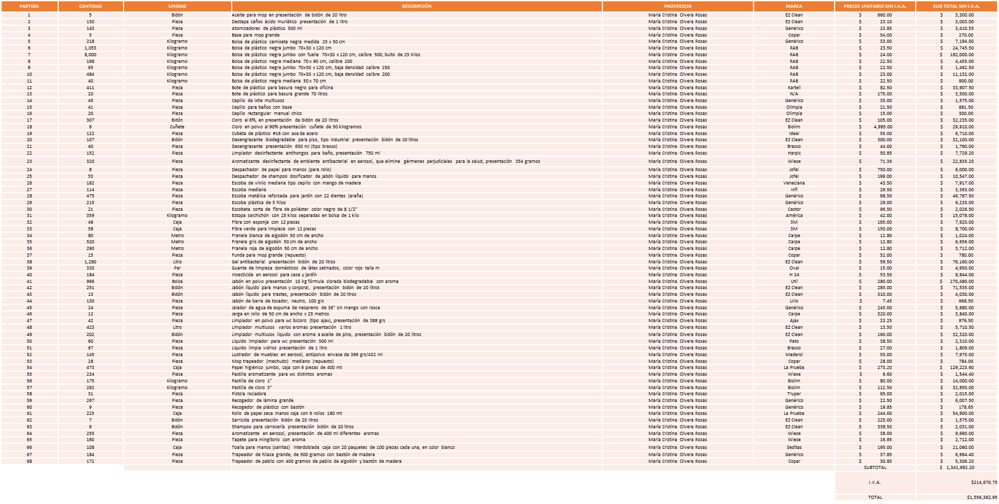 PARTIDA CANTIDAD UNIDAD DESCRIPCIÓN PROVEEDOR MARCA PRECIO UNITARIO SIN I.V.A. SUB TOTAL SIN I.V.A.
1 5 Bidón Aceite para mop en presentación de bidón de 20 litro María Cristina Olvera Rosas EZ Clean $ 660.00 $ 3,300.00
2 130 Pieza Destapa caños ácido muriático presentación de 1 litro María Cristina Olvera Rosas EZ Clean $ 23.10 $ 3,003.00
3 143 Pieza Atomizadores de plástico 500 ml María Cristina Olvera Rosas Genérico $ 23.85 $ 3,410.55
4 5 Pieza Base para mop grande María Cristina Olvera Rosas Copar $ 54.00 $ 270.00
5 218 Kilogramo Bolsa de plástico camiseta negra medida 25 x 50 cm María Cristina Olvera Rosas Genérico $ 33.00 $ 7,194.00
6 1,053 Kilogramo Bolsa de plástico negra jumbo 70+30 x 120 cm María Cristina Olvera Rosas RAB $ 23.50 $ 24,745.50
7 8,000 Kilogramo Bolsa de plástico negra jumbo con fuelle 70+30 x 120 cm, calibre 500, bulto de 25 kilos María Cristina Olvera Rosas RAB $ 24.00 $ 192,000.00
8 198 Kilogramo Bolsa de plástico negra mediana 70 x 90 cm, calibre 200 María Cristina Olvera Rosas RAB $ 22.50 $ 4,455.00
9 65 Kilogramo Bolsa de plástico negra jumbo 70+30 x 120 cm, baja densidad calibre 250 María Cristina Olvera Rosas RAB $ 22.50 $ 1,462.50
10 484 Kilogramo Bolsa de plástico negra jumbo 70+30 x 120 cm, baja densidad calibre 200 María Cristina Olvera Rosas RAB $ 23.00 $ 11,132.00
11 40 Kilogramo Bolsa de plástico negra mediana 50 x 70 cm María Cristina Olvera Rosas RAB $ 22.50 $ 900.00
12 411 Pieza Bote de plástico para basura negro para oficina María Cristina Olvera Rosas Kartell $ 82.50 $ 33,907.50
13 20 Pieza Bote de plástico para basura grande 70 litros María Cristina Olvera Rosas N/A $ 175.00 $ 3,500.00
14 45 Pieza Cepillo de ixtle multiusos María Cristina Olvera Rosas Genérico $ 35.00 $ 1,575.00
15 41 Pieza Cepillo para baños con base María Cristina Olvera Rosas Olimpia $ 21.50 $ 881.50
16 20 Pieza Cepillo rectangular manual chico María Cristina Olvera Rosas Olimpia $ 15.00 $ 300.00
17 307 Bidón Cloro al 6%, en presentación de bidón de 20 litros María Cristina Olvera Rosas EZ Clean $ 105.00 $ 32,235.00
18 6 Cuñete Cloro en polvo al 90% presentación cuñete de 50 kilogramos María Cristina Olvera Rosas Biolim $ 4,985.00 $ 29,910.00
19 122 Pieza Cubeta de plástico #16 con asa de acero María Cristina Olvera Rosas Ideal $ 55.00 $ 6,710.00
20 107 Bidón Desengrasante biodegradable para piso, tipo industrial presentación bidón de 20 litros María Cristina Olvera Rosas EZ Clean $ 300.00 $ 32,100.00
21 40 Pieza Desengrasante presentación 650 ml (tipo brasso) María Cristina Olvera Rosas Brasso $ 44.00 $ 1,760.00
22 152 Pieza Limpiador desinfectante antihongos para baño, presentación 750 ml María Cristina Olvera Rosas Harpic $ 50.85 $ 7,729.20
23 320 Pieza Aromatizante desinfectante de ambiente antibacterial en aerosol, que elimine gérmenes perjudiciales para la salud, presentación 354 gramos María Cristina Olvera Rosas Wiese $ 71.36 $ 22,835.20
24 8 Pieza Despachador de papel para manos (para rollo) María Cristina Olvera Rosas Jofel $ 750.00 $ 6,000.00
25 53 Pieza Despachador de shampoo dosificador de jabón líquido para manos María Cristina Olvera Rosas Jofel $ 199.00 $ 10,547.00
26 182 Pieza Escoba de vinilo mediana tipo cepillo con mango de madera María Cristina Olvera Rosas Veneciana $ 43.50 $ 7,917.00
27 114 Pieza Escoba mediana María Cristina Olvera Rosas Infi $ 29.50 $ 3,363.00
28 475 Pieza Escoba metálica reforzada para jardín con 22 dientes (araña) María Cristina Olvera Rosas Genérico $ 98.50 $ 46,787.50
29 215 Pieza Escoba plástica de 5 hilos María Cristina Olvera Rosas Genérico $ 29.00 $ 6,235.00
30 21 Pieza Escobeta corta de fibra de poliéster color negro de 8 1/2" María Cristina Olvera Rosas Castor $ 96.50 $ 2,026.50
31 359 Kilogramo Estopa salchichón con 25 kilos separadas en bolsa de 1 kilo María Cristina Olvera Rosas América $ 42.00 $ 15,078.00
32 48 Caja Fibra con esponja con 12 piezas María Cristina Olvera Rosas 3M $ 165.00 $ 7,920.00
33 58 Caja Fibra verde para limpieza con 12 piezas María Cristina Olvera Rosas 3M $ 150.00 $ 8,700.00
34 80 Metro Franela blanca de algodón 50 cm de ancho María Cristina Olvera Rosas Carpe $ 12.80 $ 1,024.00
35 520 Metro Franela gris de algodón 50 cm de ancho María Cristina Olvera Rosas Carpe $ 12.80 $ 6,656.00
36 290 Metro Franela roja de algodón 50 cm de ancho María Cristina Olvera Rosas Carpe $ 12.80 $ 3,712.00
37 15 Pieza Funda para mop grande (repuesto) María Cristina Olvera Rosas Copar $ 52.00 $ 780.00
38 1,280 Litro Gel antibacterial presentación bidón de 20 litros María Cristina Olvera Rosas EZ Clean $ 59.50 $ 76,160.00
39 330 Par Guante de limpieza domésticos de látex satinados, color rojo talla m María Cristina Olvera Rosas Oval $ 15.00 $ 4,950.00
40 184 Pieza Insecticida en aerosol para casa y jardín María Cristina Olvera Rosas H 24 $ 53.50 $ 9,844.00
41 966 Bolsa Jabón en polvo presentación 10 kg fórmula clorada biodegradable con aroma María Cristina Olvera Rosas Util $ 280.00 $ 270,480.00
42 251 Bidón Jabón líquido para manos y corporal, presentación bidón de 20 litros María Cristina Olvera Rosas EZ Clean $ 285.00 $ 71,535.00
43 13 Bidón Jabón líquido para trastes, presentación bidón de 20 litros María Cristina Olvera Rosas EZ Clean $ 310.00 $ 4,030.00
44 130 Pieza Jabón de barra de tocador, neutro, 100 grs María Cristina Olvera Rosas Lirio $ 7.45 $ 968.50
45 24 Pieza Jalador de agua de espuma de neopreno de 36" sin mango con rosca María Cristina Olvera Rosas Genérico $ 245.00 $ 5,880.00
46 12 Pieza Jerga en rollo de 50 cm de ancho x 25 metros María Cristina Olvera Rosas Carpe $ 320.00 $ 3,840.00
47 42 Pieza Limpiador en polvo para wc bicloro (tipo ajax), presentación de 388 grs María Cristina Olvera Rosas Ajax $ 23.25 $ 976.50
48 423 Litro Limpiador multiusos varios aromas presentación 1 litro María Cristina Olvera Rosas EZ Clean $ 13.50 $ 5,710.50
49 202 Bidón Limpiador multiusos líquido con aroma a aceite de pino, presentación bidón de 20 litros María Cristina Olvera Rosas EZ Clean $ 160.00 $ 32,320.00
50 60 Pieza Liquido limpiador para wc presentación 500 ml María Cristina Olvera Rosas Pato $ 38.50 $ 2,310.00
51 67 Pieza Liquido limpia vidrios presentación de 1 litro María Cristina Olvera Rosas Brasso $ 27.00 $ 1,809.00
52 145 Pieza Lustrador de muebles en aerosol, antipolvo envase de 396 grs/432 ml María Cristina Olvera Rosas Maderol $ 55.00 $ 7,975.00
53 28 Pieza Mop trapeador (mechudo) mediano (repuesto) María Cristina Olvera Rosas Copar $ 28.00 $ 784.00
54 473 Caja Papel higiénico jumbo, caja con 6 piezas de 400 mt María Cristina Olvera Rosas La Prueba $ 273.20 $ 129,223.60
55 234 Pieza Pastilla aromatizante para wc distintos aromas María Cristina Olvera Rosas Wiese $ 6.60 $ 1,544.40
56 175 Kilogramo Pastilla de cloro 1" María Cristina Olvera Rosas Biolim $ 80.00 $ 14,000.00
57 292 Kilogramo Pastilla de cloro 3" María Cristina Olvera Rosas Biolim $ 112.50 $ 32,850.00
58 31 Pieza Pistola rociadora María Cristina Olvera Rosas Truper $ 65.00 $ 2,015.00
59 267 Pieza Recogedor de lámina grande María Cristina Olvera Rosas Genérico $ 22.50 $ 6,007.50
60 9 Pieza Recogedor de plástico con bastón María Cristina Olvera Rosas Genérico $ 19.85 $ 178.65
61 225 Caja Rollo de papel seca manos caja con 6 rollos 180 mt María Cristina Olvera Rosas La Prueba $ 244.00 $ 54,900.00
62 7 Bidón Sarricida presentación bidón de 20 litros María Cristina Olvera Rosas EZ Clean $ 225.00 $ 1,575.00
63 6 Bidón Shampoo para carrocería presentación bidón de 20 litros María Cristina Olvera Rosas EZ Clean $ 338.50 $ 2,031.00
64 255 Pieza Aromatizante en aerosol, presentación de 400 ml diferentes aromas María Cristina Olvera Rosas Wiese $ 38.00 $ 9,690.00
65 160 Pieza Tapete para mingitorio con aroma María Cristina Olvera Rosas Wiese $ 16.95 $ 2,712.00
66 108 Caja Toalla para manos (sanitas) interdoblada caja con 20 paquetes de 100 piezas cada una, en color blanco María Cristina Olvera Rosas Seditas $ 195.00 $ 21,060.00
67 184 Pieza Trapeador de hilaza grande, de 500 gramos con bastón de madera María Cristina Olvera Rosas Genérico $ 37.85 $ 6,964.40
68 172 Pieza Trapeador de pabilo con 400 gramos de pabilo de algodón y bastón de madera María Cristina Olvera Rosas Copar $ 30.85 $ 5,306.20
SUBTOTAL $ 1,341,692.20
I.V.A. $214,670.75
TOTAL $1,556,362.95